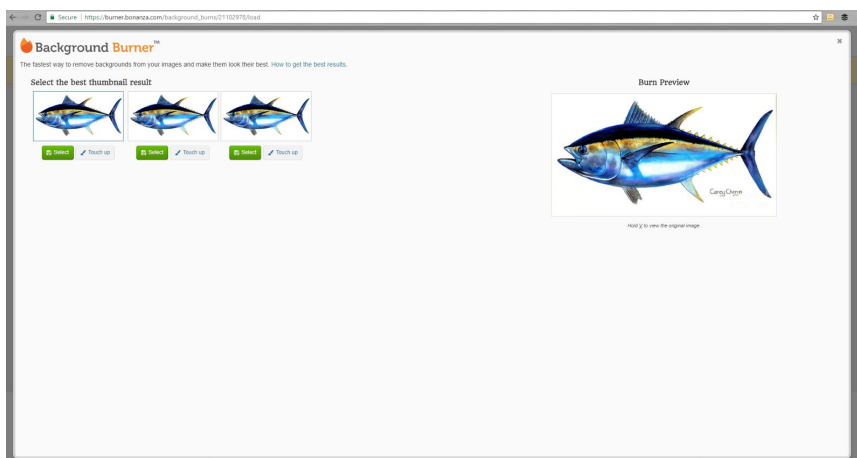 Secure | https://burner.bonanza.com/background_burns/21102978/load
Background Burner™
The fastest way to remove backgrounds from your images and make them look their best. How to get the best results.
Select the best thumbnail result
Select Touch up Select Touch up Select Touch up
Burn Preview
Hold v to view the original image